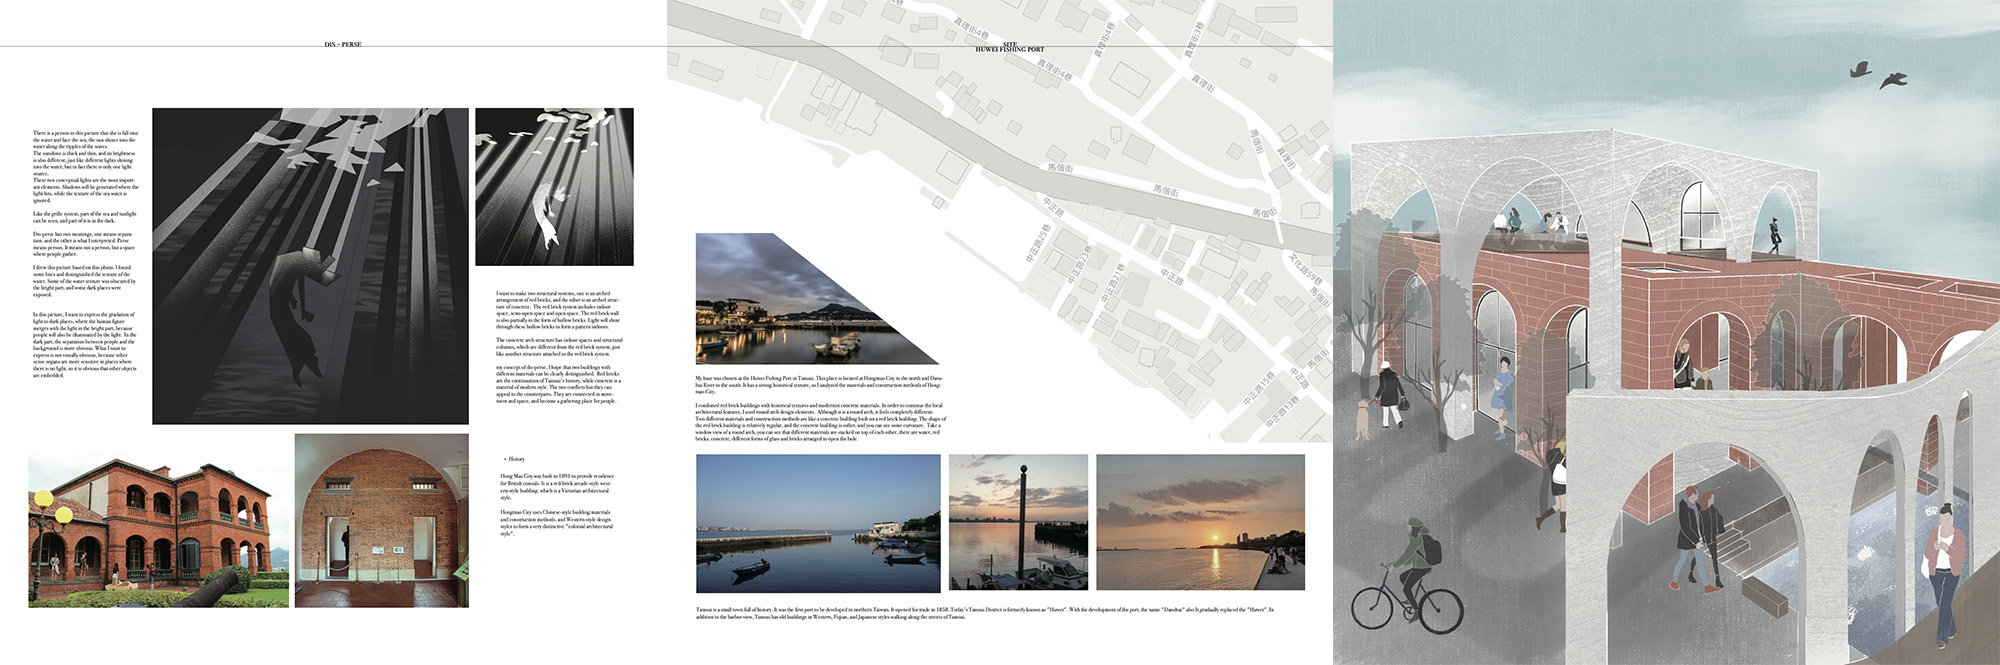 DIS - PERSE
There is a person in this picture that she is fall into
the water and face the sea, the sun shines into the
water along the ripples of the waves.
The sunshine is thick and thin, and its brightness
is also different, just like different lights shining
into the water, but in fact there is only one light
source.
These two conceptual lights are the most import-
ant elements. Shadows will be generated where the
light hits, while the texture of the sea water is
ignored.
Like the grille system, part of the sea and sunlight
can be seen, and part of it is in the dark.
Dis-perse has two meanings, one means separa-
tion, and the other is what I interpreted. Perse
means person. It means not a person, but a space
where people gather.
I drew this picture based on this photo. I found
some lines and distinguished the texture of the
water. Some of the water texture was obscured by
the bright part, and some dark places were
exposed.
In this picture, I want to express the gradation of
light to dark places, where the human figure
merges with the light in the bright part, because
people will also be illuminated by the light. In the
dark part, the separation between people and the
background is more obvious. What I want to
express is not visually obvious, because other
sense organs are more sensitive in places where
there is no light, so it is obvious that other objects
are embedded.
I want to make two structural systems, one is an arched
arrangement of red bricks, and the other is an arched struc-
ture of concrete. The red brick system includes indoor
space, semi-open space and open space. The red brick wall
is also partially in the form of hollow bricks. Light will shine
through these hollow bricks to form a pattern indoors.
The concrete arch structure has indoor spaces and structural
columns, which are different from the red brick system, just
like another structure attached to the red brick system.
my concept of dis-perse, I hope that two buildings with
different materials can be clearly distinguished. Red bricks
are the continuation of Tamsui's history, while concrete is a
material of modern style. The two conflicts but they can
appeal to the counterparts. They are connected in move-
ment and space, and become a gathering place for people.
• History
Hong Mao City was built in 1891 to provide residence
for British consuls. It is a red brick arcade-style west-
ern-style building, which is a Victorian architectural
style.
Hongmao City uses Chinese-style building materials
and construction methods, and Western-style design
styles to form a very distinctive "colonial architectural
style".
SITE
HUWEI FISHING PORT
真理街4巷
真理街4巷
真理街4巷
真理街3巷
馬偕街
真理街
馬偕街
馬偕街
馬偕街
中正路
中正路25巷
中正路23巷
中正路21巷
中正路
文化路59巷
中正路15巷
中正路13巷
My base was chosen at the Huwei Fishing Port in Tamsui. This place is located at Hongmao City to the north and Dans-
hui River to the south. It has a strong historical texture, so I analyzed the materials and construction methods of Hong-
mao City.
I combined red brick buildings with historical textures and modernist concrete materials. In order to continue the local
architectural features, I used round arch design elements. Although it is a round arch, it feels completely different.
Two different materials and construction methods are like a concrete building built on a red brick building. The shape of
the red brick building is relatively regular, and the concrete building is softer, and you can see some curvature. Take a
window view of a round arch, you can see that different materials are stacked on top of each other, there are water, red
bricks, concrete, different forms of glass and bricks arranged to open the hole.
Tamsui is a small town full of history. It was the first port to be developed in northern Taiwan. It opened for trade in 1858. Today's Tamsui District is formerly known as "Huwei". With the development of the port, the name "Danshui" also It gradually replaced the "Huwei". In
addition to the harbor view, Tamsui has old buildings in Western, Fujian, and Japanese styles walking along the streets of Tamsui.